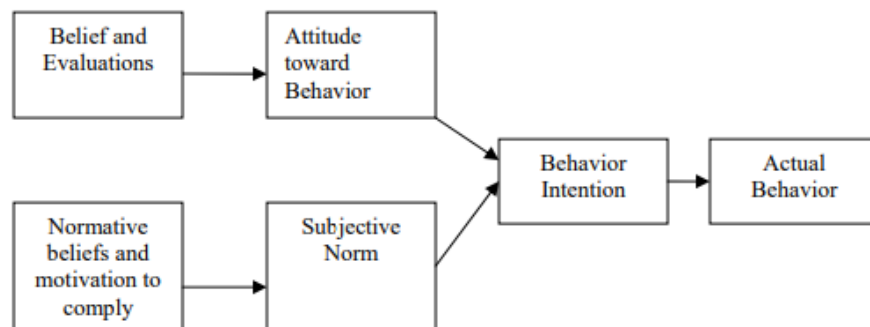 Belief and
Evaluations
Attitude
toward
Behavior
Behavior
Intention
Actual
Behavior
Normative
beliefs and
motivation to
comply
Subjective
Norm